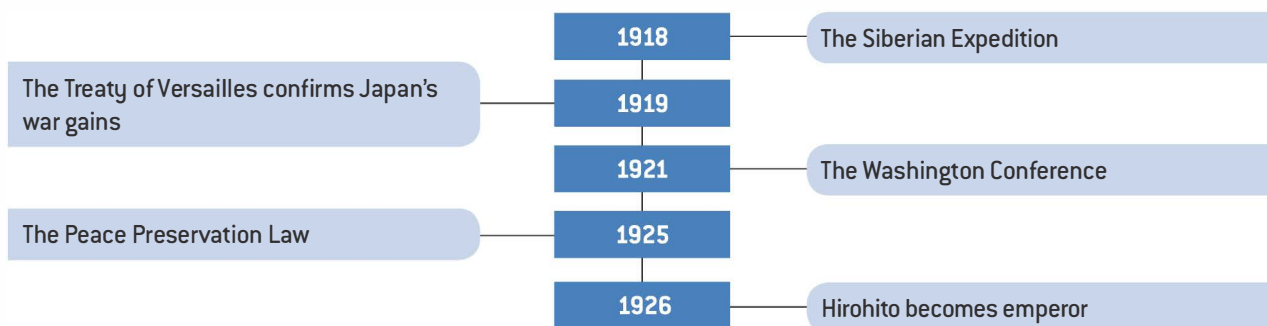 1918
The Siberian Expedition
The Treaty of Versailles confirms Japan's
war gains
1919
1921
The Washington Conference
The Peace Preservation Law
1925
1926
Hirohito becomes emperor